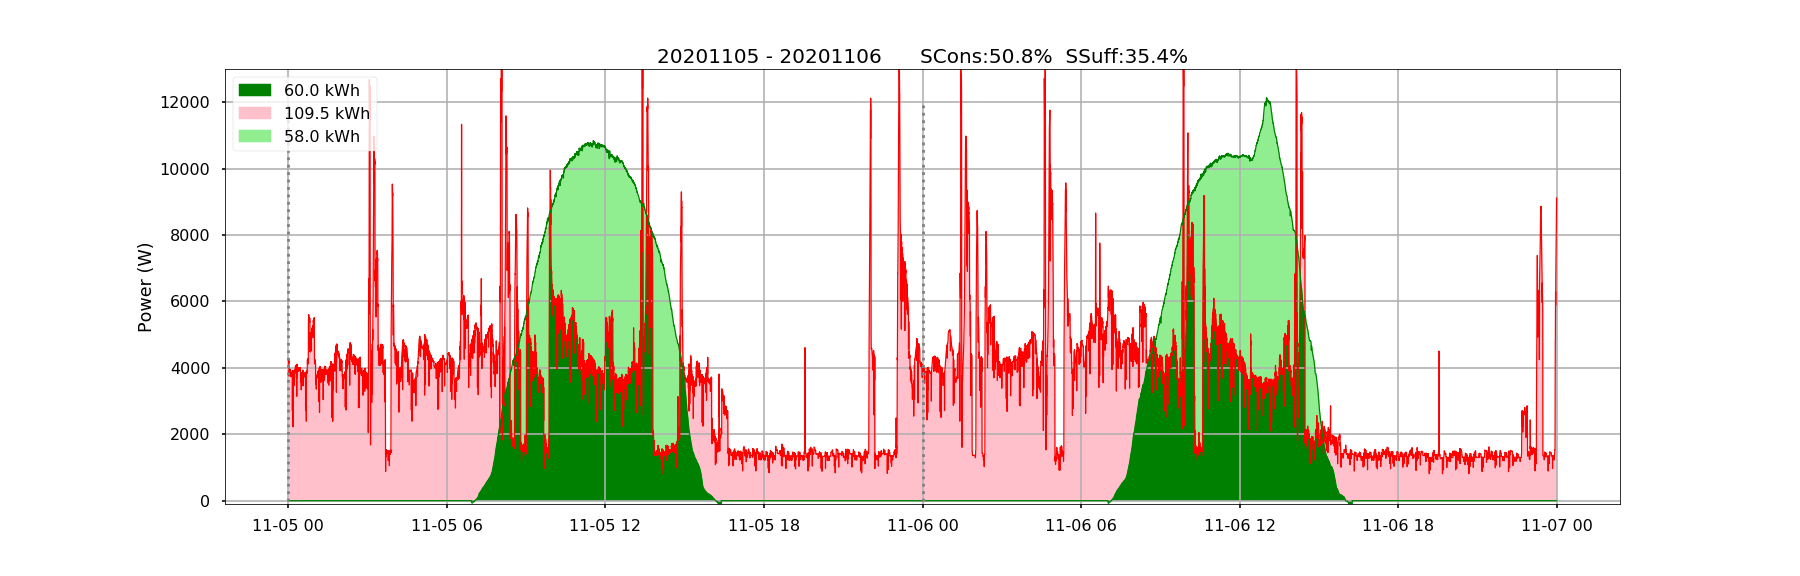 20201105 - 20201106 SCons:50.8% SSuff:35.4%
60.0 kWh
109.5 kWh
58.0 kWh
Power (W)
12000
10000
8000
6000
4000
2000
0
11-05 00 11-05 06 11-05 12 11-05 18 11-06 00 11-06 06 11-06 12 11-06 18 11-07 00